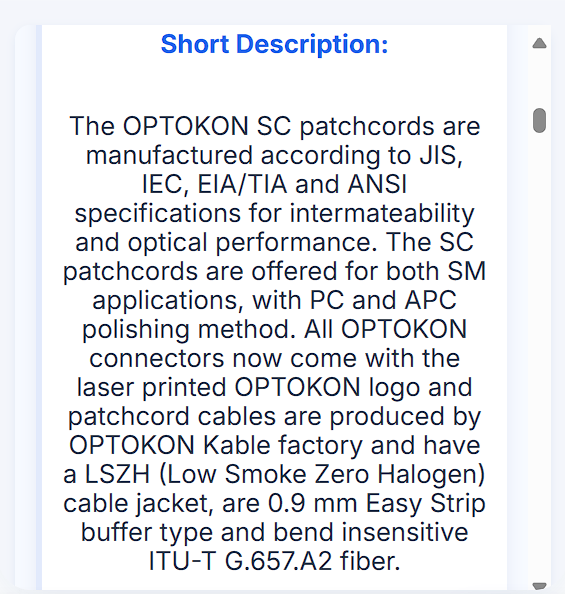 Short Description:
The OPTOKON SC patchcords are
manufactured according to JIS,
IEC, EIA/TIA and ANSI
specifications for intermateability
and optical performance. The SC
patchcords are offered for both SM
applications, with PC and APC
polishing method. All OPTOKON
connectors now come with the
laser printed OPTOKON logo and
patchcord cables are produced by
OPTOKON Kable factory and have
a LSZH (Low Smoke Zero Halogen)
cable jacket, are 0.9 mm Easy Strip
buffer type and bend insensitive
ITU-T G.657.A2 fiber.